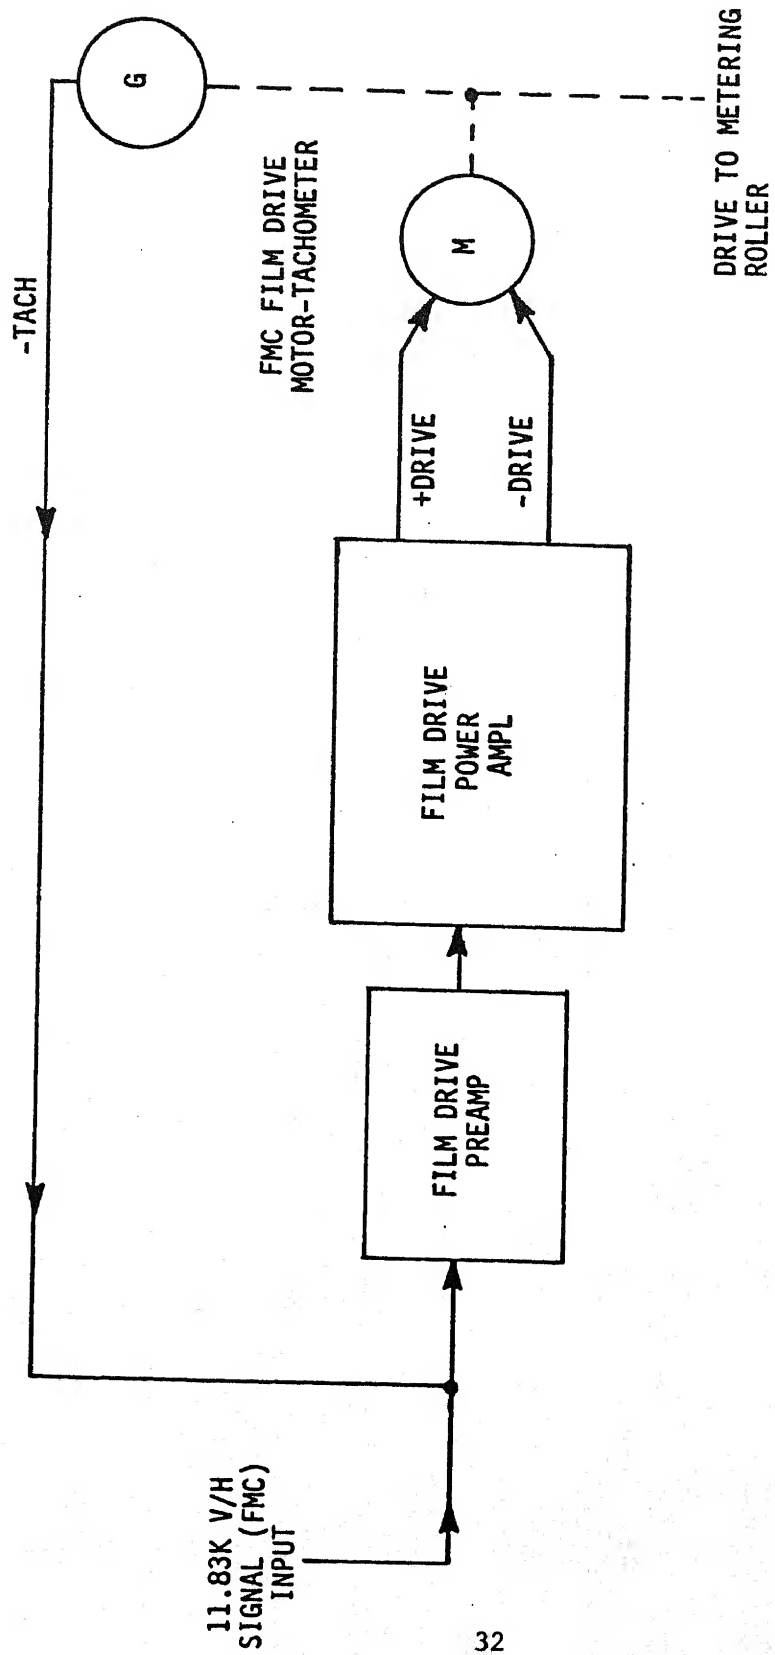 11.83K V/H
SIGNAL (FMC)
INPUT
FILM DRIVE
PREAMP
FILM DRIVE
POWER
AMPL
+DRIVE
-DRIVE
-TACH
FMC FILM DRIVE
MOTOR-TACHOMETER
M
G
DRIVE TO METERING
ROLLER
32